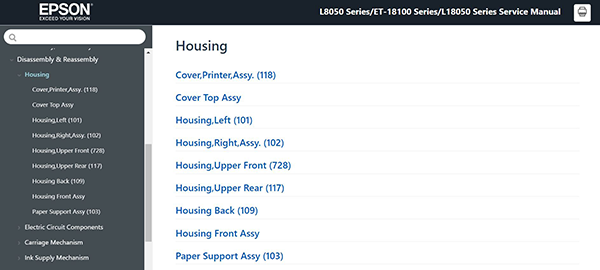 EPSON
EXCEED YOUR VISION
L8050 Series/ET-18100 Series/L18050 Series Service Manual
Disassembly & Reassembly
Housing
Cover,Printer,Assy. (118)
Cover Top Assy
Housing,Left (101)
Housing,Right,Assy. (102)
Housing,Upper Front (728)
Housing,Upper Rear (117)
Housing Back (109)
Housing Front Assy
Paper Support Assy (103)
Electric Circuit Components
Carriage Mechanism
Ink Supply Mechanism
Housing
Cover,Printer,Assy. (118)
Cover Top Assy
Housing,Left (101)
Housing,Right,Assy. (102)
Housing,Upper Front (728)
Housing,Upper Rear (117)
Housing Back (109)
Housing Front Assy
Paper Support Assy (103)